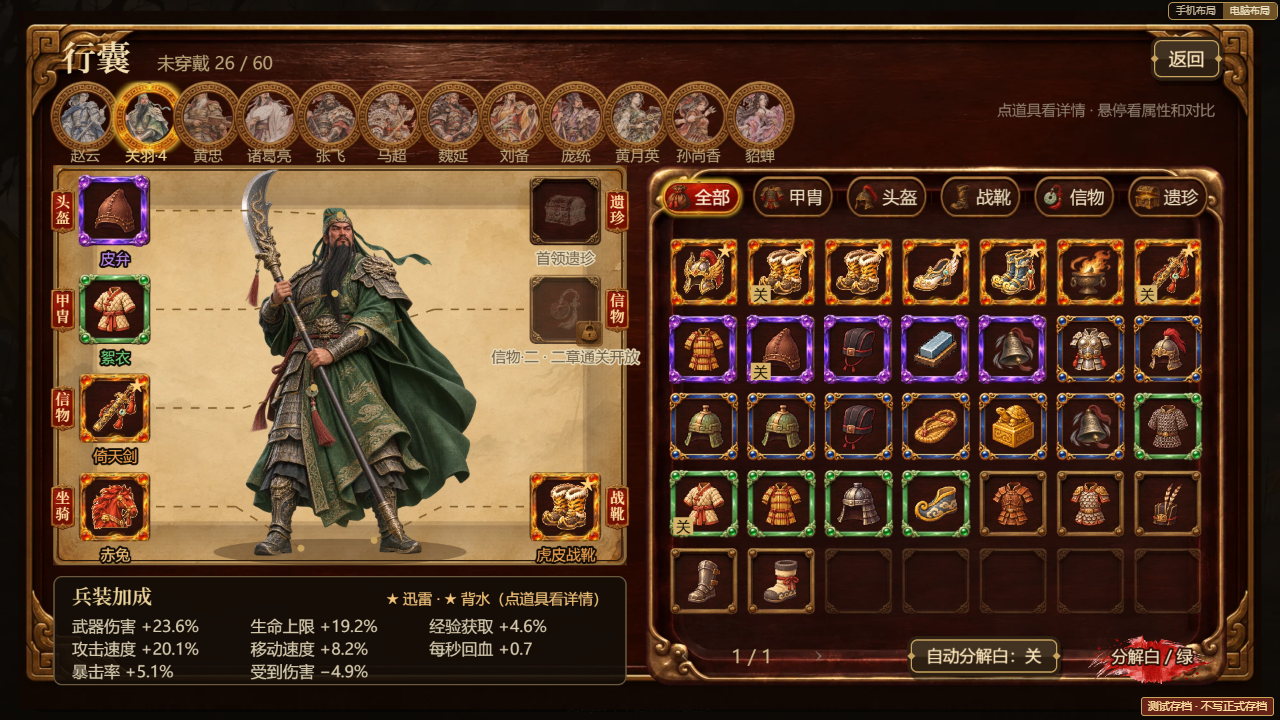 手机布局 电脑布局
行囊 未穿戴 26 / 60
返回
点道具看详情 · 悬停看属性和对比
赵云 关羽·4 黄忠 诸葛亮 张飞 马超 魏延 刘备 庞统 黄月英 孙尚香 貂蝉
头盔
皮弁
甲胄
絮衣
信物
倚天剑
坐骑
赤兔
遗珍
首领遗珍
信物
信物·二 · 二章通关开放
战靴
虎皮战靴
全部 甲胄 头盔 战靴 信物 遗珍
关 关
关
关
兵装加成
★ 迅雷 · ★ 背水（点道具看详情）
武器伤害 +23.6% 生命上限 +19.2% 经验获取 +4.6%
攻击速度 +20.1% 移动速度 +8.2% 每秒回血 +0.7
暴击率 +5.1% 受到伤害 −4.9%
1 / 1 ›
自动分解白：关
分解白 / 绿
测试存档 · 不写正式存档